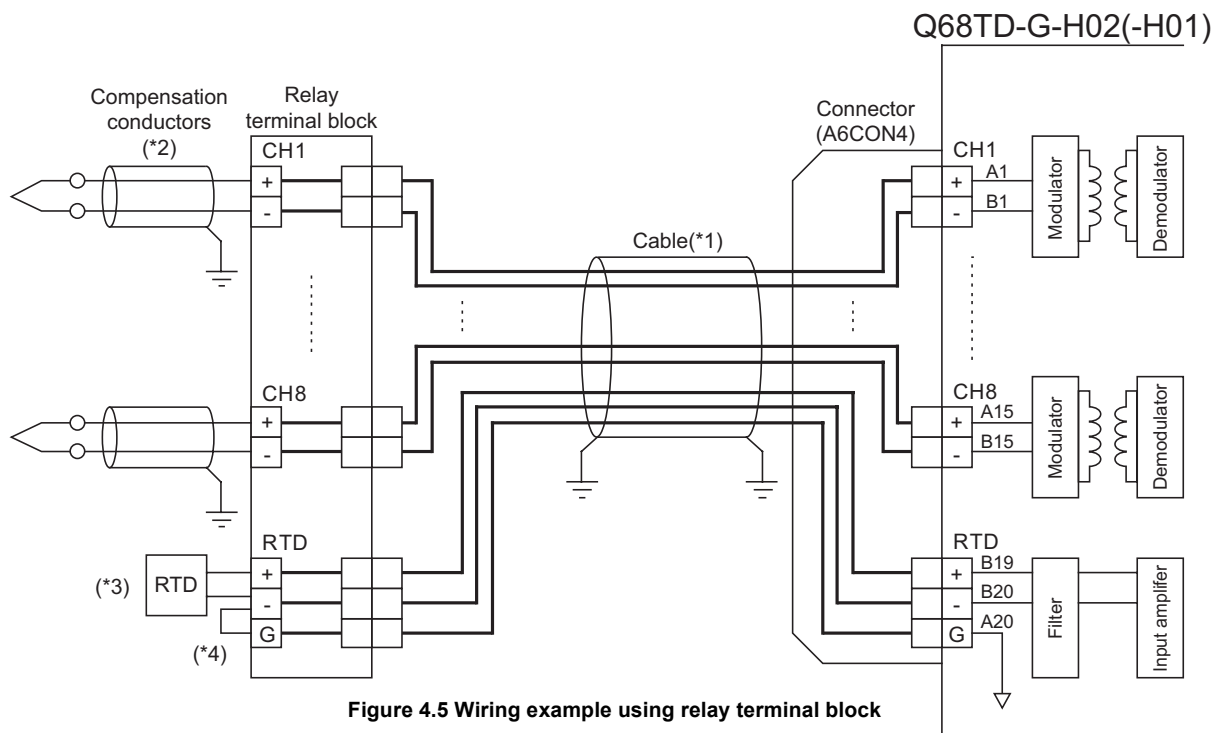 Q68TD-G-H02(-H01)
Compensation
conductors
(*2)
Relay
terminal block
Connector
(A6CON4)
CH1
+
-
Cable(*1)
CH1
+
-
A1
B1
Modulator
Demodulator
CH8
+
-
CH8
+
-
A15
B15
Modulator
Demodulator
(*3)
RTD
RTD
+
-
G
(*4)
RTD
+
-
G
B19
B20
A20
Filter
Input amplifer
Figure 4.5 Wiring example using relay terminal block